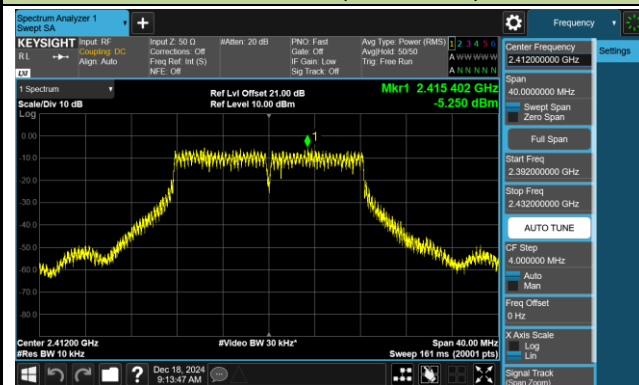 Spectrum Analyzer 1
Swept SA
Frequency
KEYSIGHT
RL
LXI
Input: RF
Coupling: DC
Align: Auto
Input Z: 50 Ω
Corrections: Off
Freq Ref: Int (S)
NFE: Off
#Atten: 20 dB
PNO: Fast
Gate: Off
IF Gain: Low
Sig Track: Off
Avg Type: Power (RMS)
Avg|Hold: 50/50
Trig: Free Run
1 2 3 4 5 6
A W W W W W
A N N N N N
1 Spectrum
Scale/Div 10 dB
Log
Ref Lvl Offset 21.00 dB
Ref Level 10.00 dBm
Mkr1 2.415 402 GHz
-5.250 dBm
1
0.00
-10.0
-20.0
-30.0
-40.0
-50.0
-60.0
-70.0
-80.0
Center 2.41200 GHz
#Res BW 10 kHz
#Video BW 30 kHz*
Span 40.00 MHz
Sweep 161 ms (20001 pts)
Dec 18, 2024
9:13:47 AM
Center Frequency
2.412000000 GHz
Settings
Span
40.0000000 MHz
Swept Span
Zero Span
Full Span
Start Freq
2.392000000 GHz
Stop Freq
2.432000000 GHz
AUTO TUNE
CF Step
4.000000 MHz
Auto
Man
Freq Offset
0 Hz
X Axis Scale
Log
Lin
Signal Track
(Span Zoom)